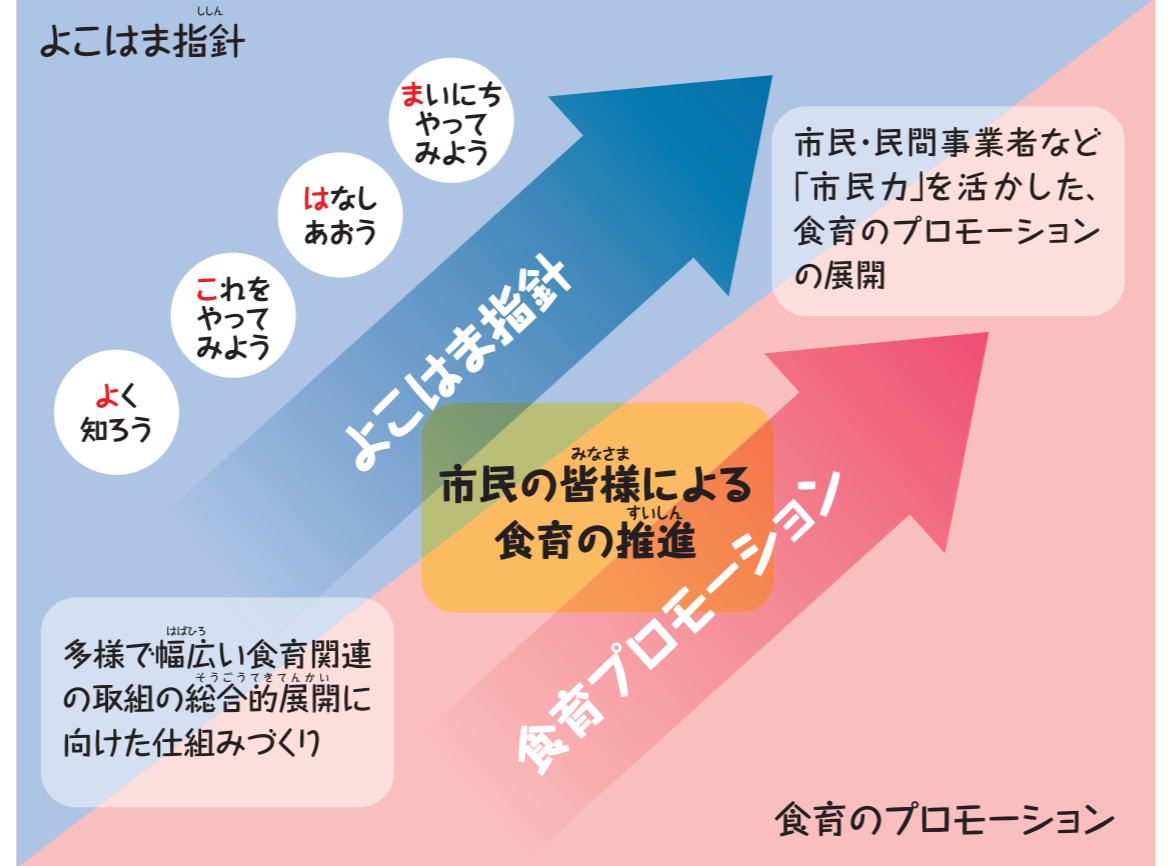 ししん
よこはま指針
まいにち
やって
みよう
はなし
あおう
これを
やって
みよう
よく
知ろう
よこはま指針
市民・民間事業者など
「市民力」を活かした、
食育のプロモーション
の展開
みなさま
市民の皆様による
すいしん
食育の推進
食育プロモーション
はばひろ
多様で幅広い食育関連
そうごうてきてんかい
の取組の総合的展開に
向けた仕組みづくり
食育のプロモーション